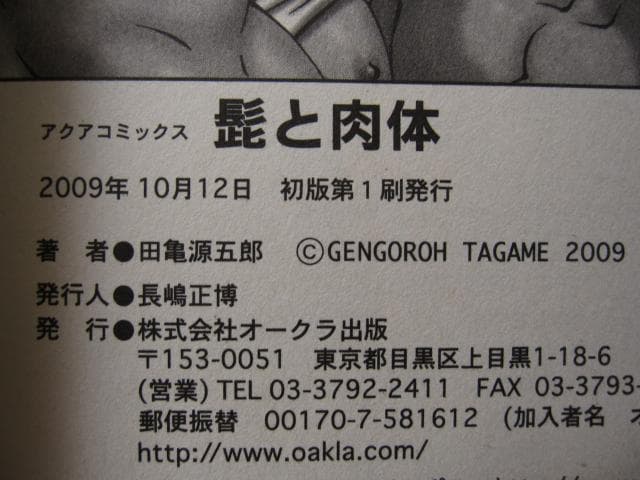 アクアコミックス 髭と肉体
2009年10月12日 初版第1刷発行
著 者●田亀源五郎 ©GENGOROH TAGAME 2009
発行人●長嶋正博
発 行●株式会社オークラ出版
〒153-0051 東京都目黒区上目黒1-18-6
(営業) TEL 03-3792-2411 FAX 03-3793-
郵便振替 00170-7-581612 (加入者名
http://www.oakla.com/